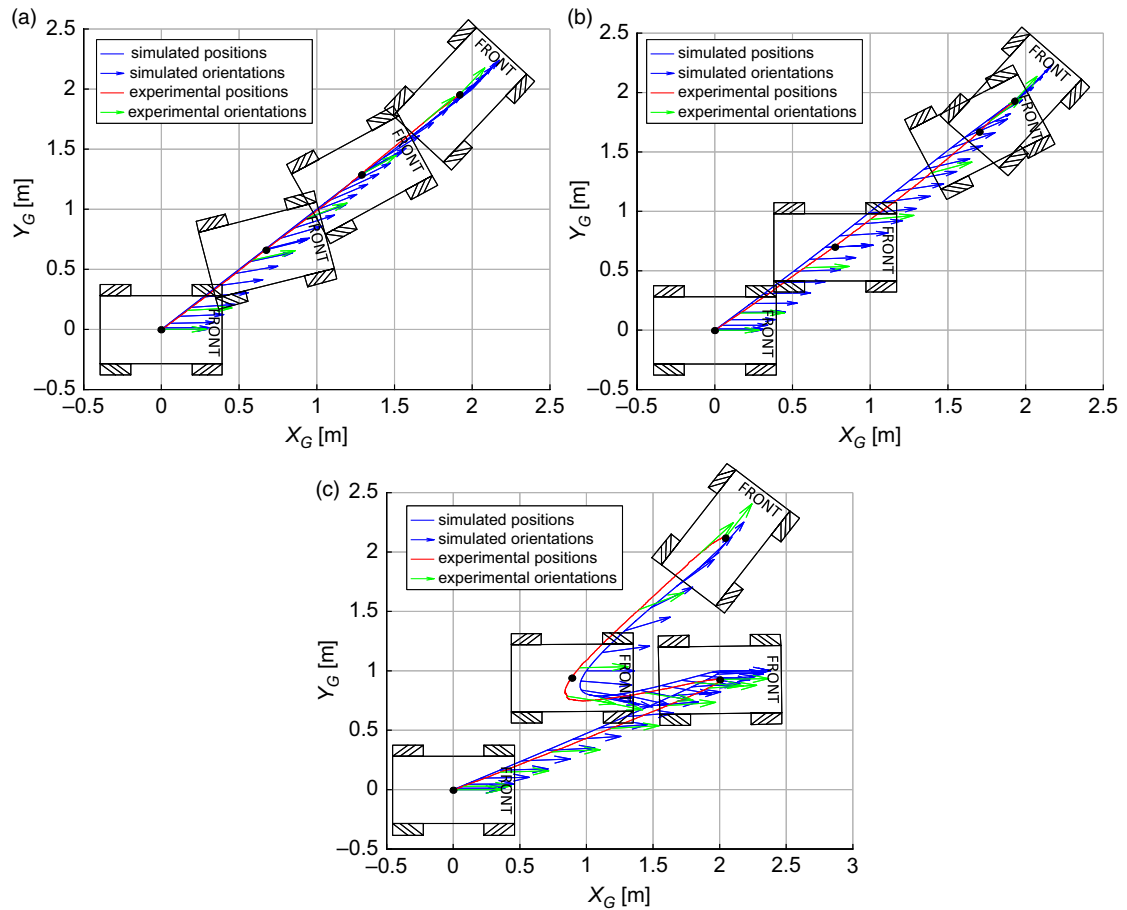 (a)
2.5
2
1.5
1
0.5
0
–0.5
Y_G [m]
simulated positions
simulated orientations
experimental positions
experimental orientations
FRONT
FRONT
FRONT
FRONT
–0.5 0 0.5 1 1.5 2 2.5
X_G [m]
(b)
2.5
2
1.5
1
0.5
0
–0.5
Y_G [m]
simulated positions
simulated orientations
experimental positions
experimental orientations
FRONT
FRONT
FRONT
FRONT
–0.5 0 0.5 1 1.5 2 2.5
X_G [m]
(c)
2.5
2
1.5
1
0.5
0
–0.5
Y_G [m]
simulated positions
simulated orientations
experimental positions
experimental orientations
FRONT
FRONT
FRONT
FRONT
–0.5 0 0.5 1 1.5 2 2.5 3
X_G [m]